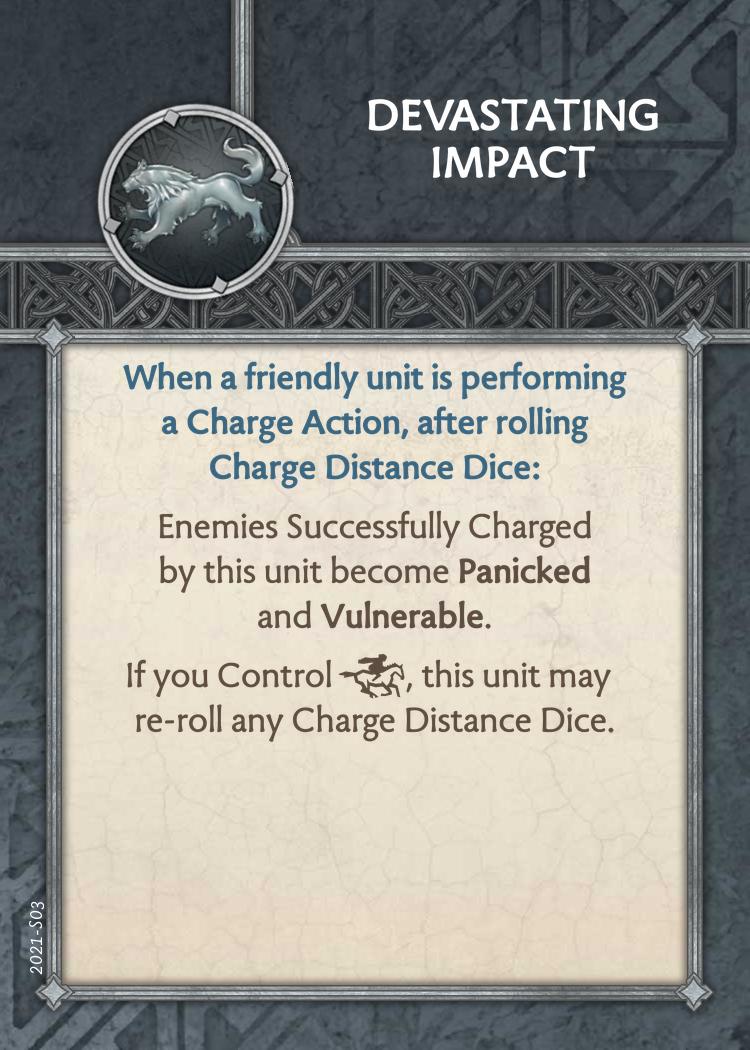 DEVASTATING
IMPACT
When a friendly unit is performing
a Charge Action, after rolling
Charge Distance Dice:
Enemies Successfully Charged
by this unit become Panicked
and Vulnerable.
If you Control , this unit may
re-roll any Charge Distance Dice.
2021-S03